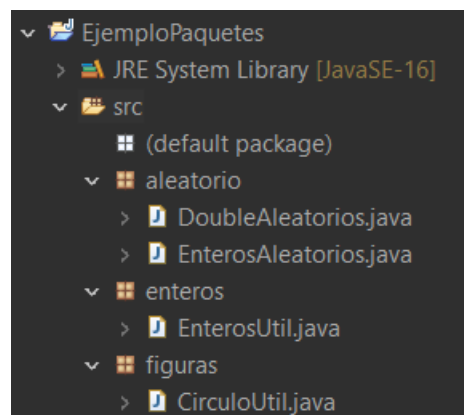 EjemploPaquetes
JRE System Library [JavaSE-16]
src
(default package)
aleatorio
DoubleAleatorios.java
EnterosAleatorios.java
enteros
EnterosUtil.java
figuras
CirculoUtil.java